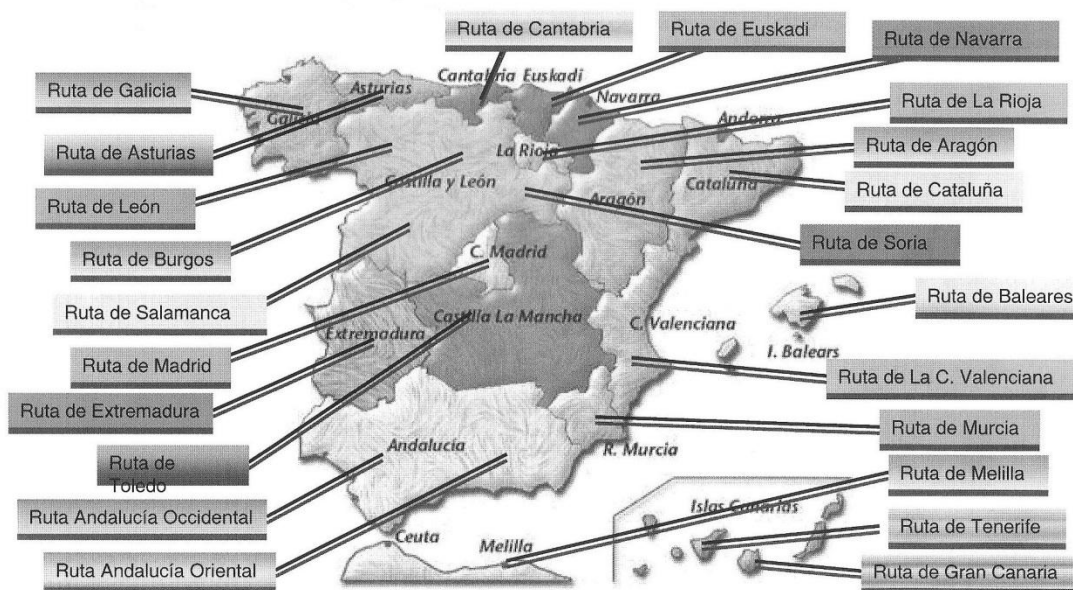 Ruta de Cantabria
Ruta de Euskadi
Ruta de Navarra
Ruta de Galicia
Ruta de La Rioja
Ruta de Asturias
Ruta de Aragón
Ruta de León
Ruta de Cataluña
Ruta de Burgos
Ruta de Soria
Ruta de Salamanca
Ruta de Baleares
Ruta de Madrid
Ruta de La C. Valenciana
Ruta de Extremadura
Ruta de Murcia
Ruta de
Toledo
Ruta de Melilla
Ruta Andalucía Occidental
Ruta de Tenerife
Ruta Andalucía Oriental
Ruta de Gran Canaria
Cantabria
Euskadi
Asturias
Navarra
Galicia
Andorra
La Rioja
Castilla y León
Aragón
Cataluña
C. Madrid
Castilla La Mancha
Extremadura
C. Valenciana
I. Balears
Andalucía
R. Murcia
Islas Canarias
Ceuta
Melilla